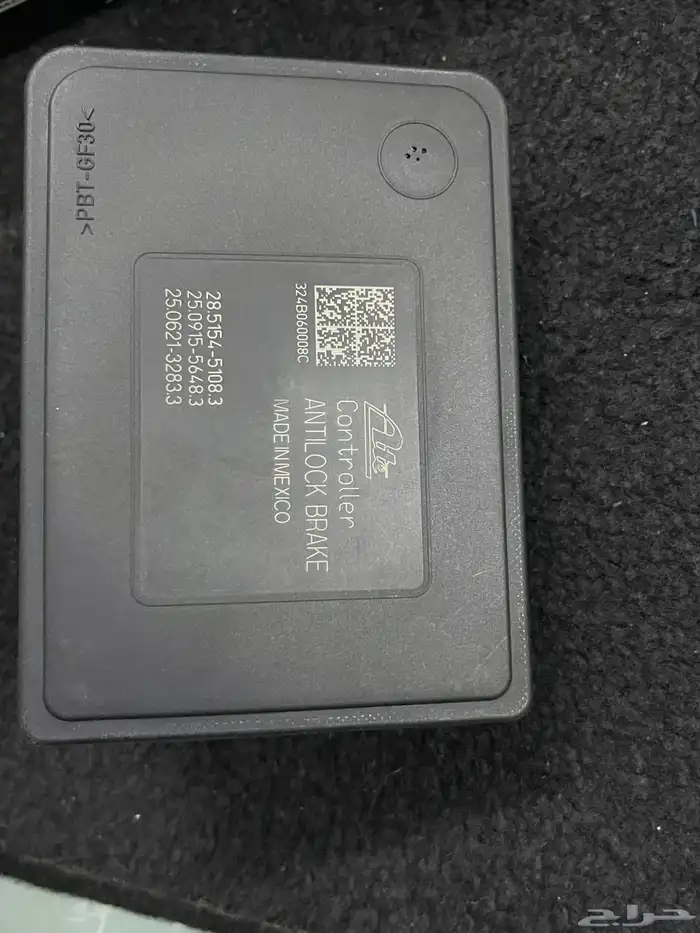 >PBT-GF30<
324B060008C
Ate
Controller
ANTILOCK BRAKE
MADE IN MEXICO
28.5154-5108.3
25.0915-5648.3
25.0621-3283.3
حراج